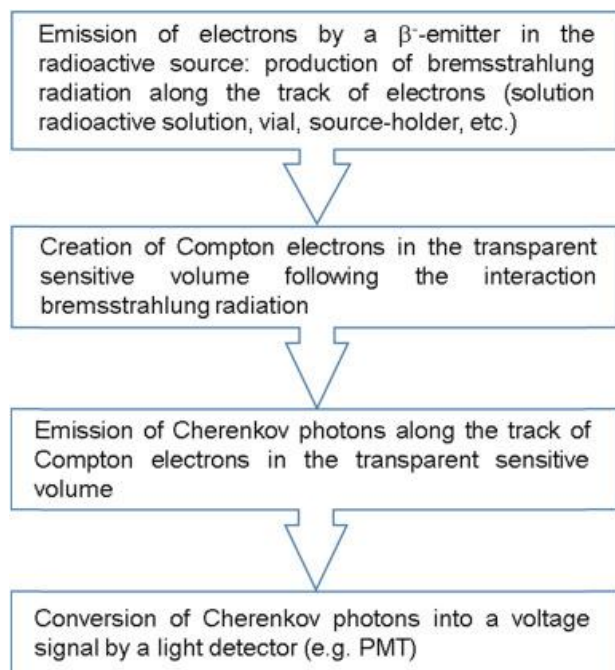 Emission of electrons by a β⁻-emitter in the
radioactive source: production of bremsstrahlung
radiation along the track of electrons (solution
radioactive solution, vial, source-holder, etc.)
Creation of Compton electrons in the transparent
sensitive volume following the interaction
bremsstrahlung radiation
Emission of Cherenkov photons along the track of
Compton electrons in the transparent sensitive
volume
Conversion of Cherenkov photons into a voltage
signal by a light detector (e.g. PMT)